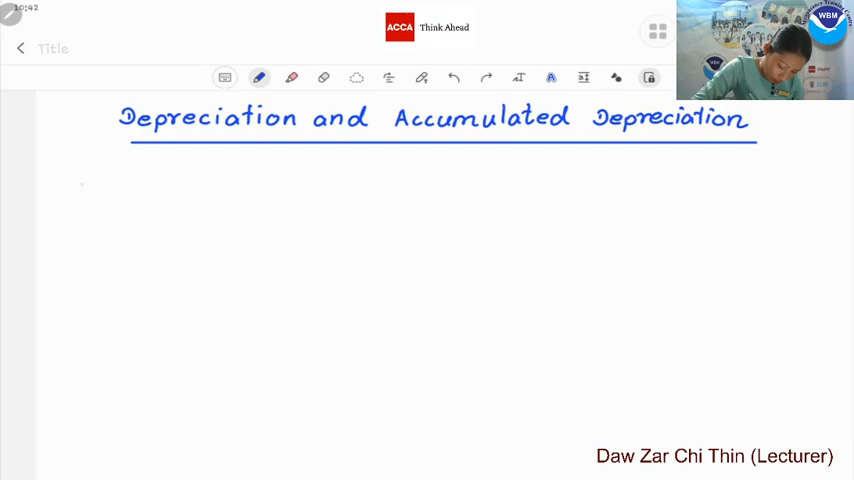 10:42
ACCA Think Ahead
WBM
Title
Depreciation and Accumulated Depreciation
Daw Zar Chi Thin (Lecturer)